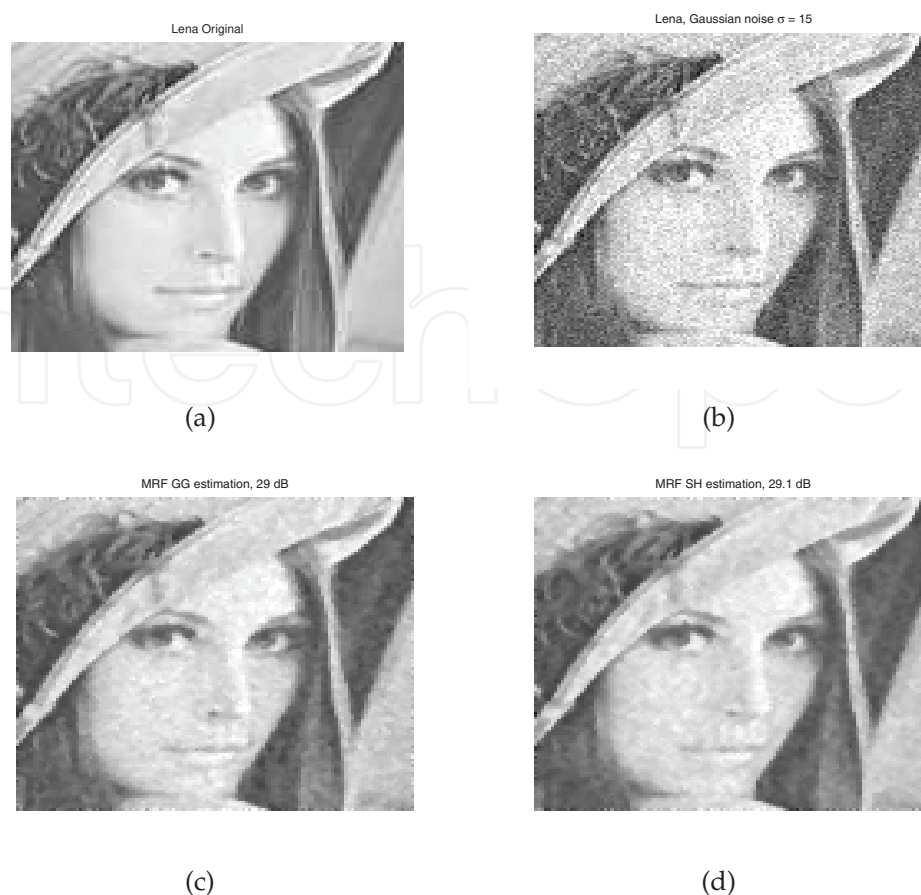 Lena Original
Lena, Gaussian noise σ = 15
(a)
(b)
MRF GG estimation, 29 dB
MRF SH estimation, 29.1 dB
(c)
(d)